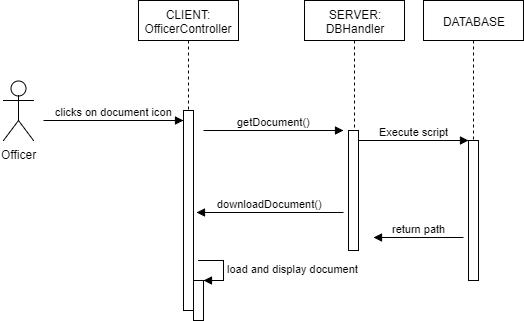 CLIENT:
OfficerController
SERVER:
DBHandler
DATABASE
clicks on document icon
getDocument()
Execute script
Officer
downloadDocument()
return path
load and display document